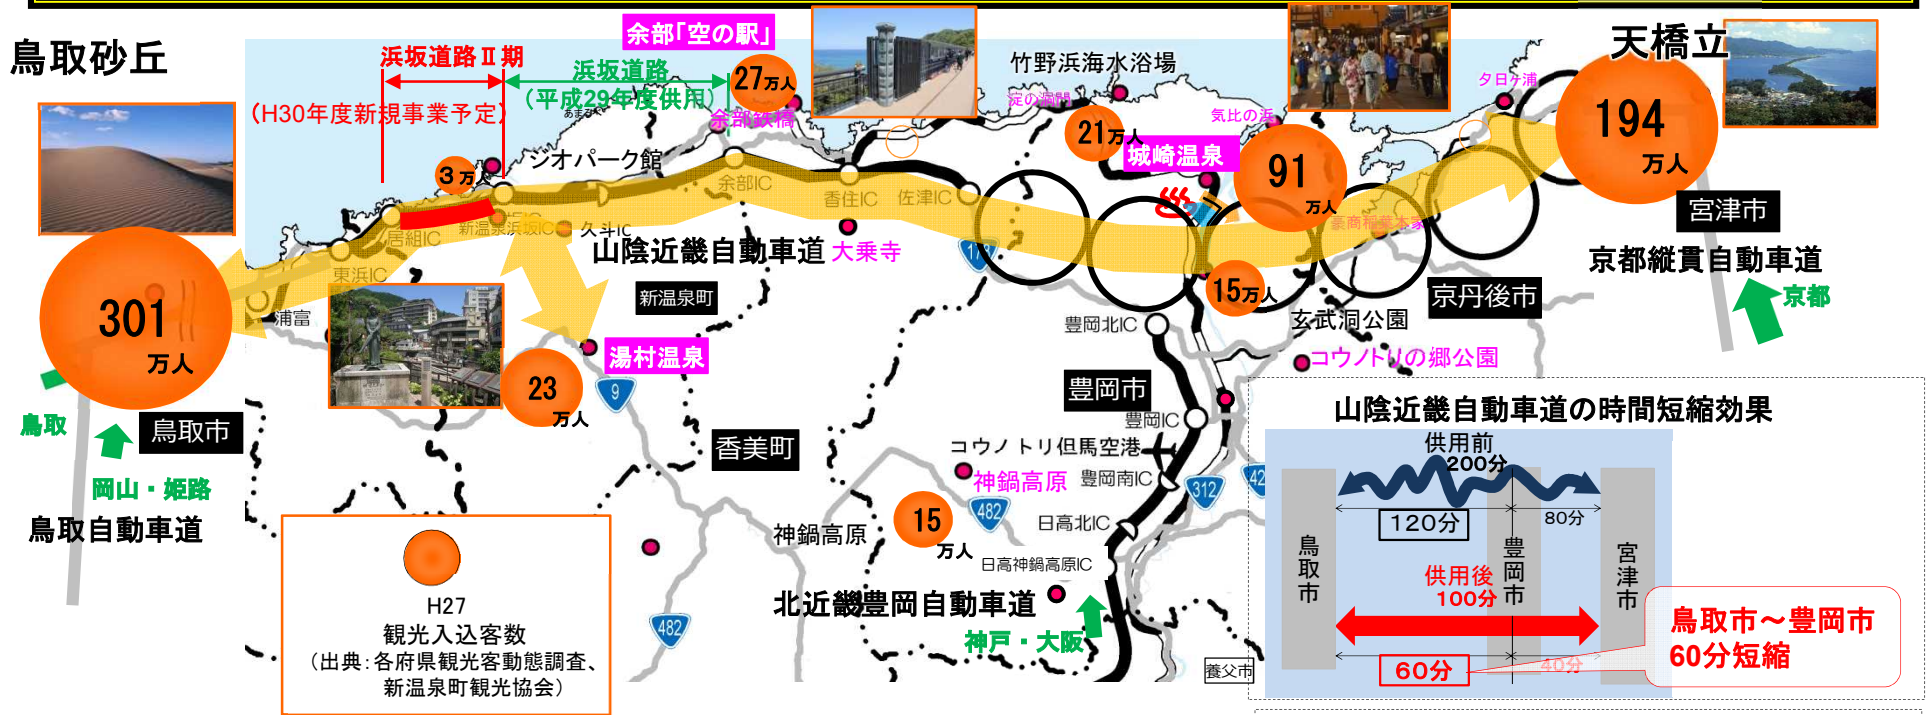 鳥取砂丘
浜坂道路Ⅱ期
(H30年度新規事業予定)
浜坂道路
(平成29年度供用)
余部「空の駅」
27万人
余部鉄橋
竹野浜海水浴場
淀の洞門
21万人
気比の浜
城崎温泉
91
万人
夕日ヶ浦
天橋立
194
万人
宮津市
京都縦貫自動車道
京都
3万人
ジオパーク館
居組IC
新温泉浜坂IC
久斗IC
余部IC
香住IC
佐津IC
山陰近畿自動車道
大乗寺
178
豪商稲葉本家
15万人
京丹後市
玄武洞公園
コウノトリの郷公園
東浜IC
浦富
301
万人
鳥取
鳥取市
岡山・姫路
鳥取自動車道
新温泉町
湯村温泉
23
万人
9
香美町
豊岡北IC
豊岡市
豊岡IC
コウノトリ但馬空港
神鍋高原
豊岡南IC
312
482
15
万人
日高北IC
神鍋高原
日高神鍋高原IC
北近畿豊岡自動車道
神戸・大阪
482
養父市
H27
観光入込客数
(出典:各府県観光客動態調査、
新温泉町観光協会)
山陰近畿自動車道の時間短縮効果
供用前
200分
120分
80分
鳥取市
豊岡市
宮津市
供用後
100分
60分
40分
鳥取市~豊岡市
60分短縮